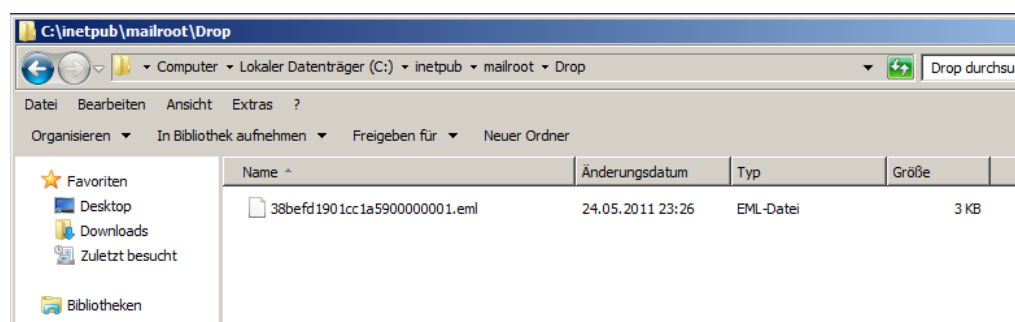 C:\inetpub\mailroot\Drop
Computer Lokaler Datenträger (C:) inetpub mailroot Drop Drop durchsu
Datei Bearbeiten Ansicht Extras ?
Organisieren In Bibliothek aufnehmen Freigeben für Neuer Ordner
Favoriten
Desktop
Downloads
Zuletzt besucht
Bibliotheken
Name Änderungsdatum Typ Größe
38befd1901cc1a5900000001.eml 24.05.2011 23:26 EML-Datei 3 KB